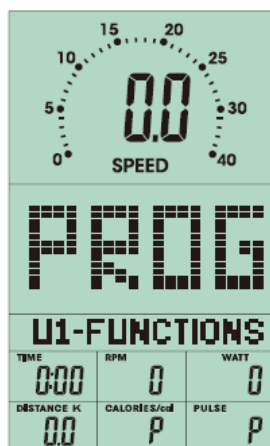 15 20
10 25
5 30
0 40
0.0
SPEED
PROG
U1-FUNCTIONS
TIME RPM WATT
0:00 0 0
DISTANCE K CALORIES/cal PULSE
0.0 P P